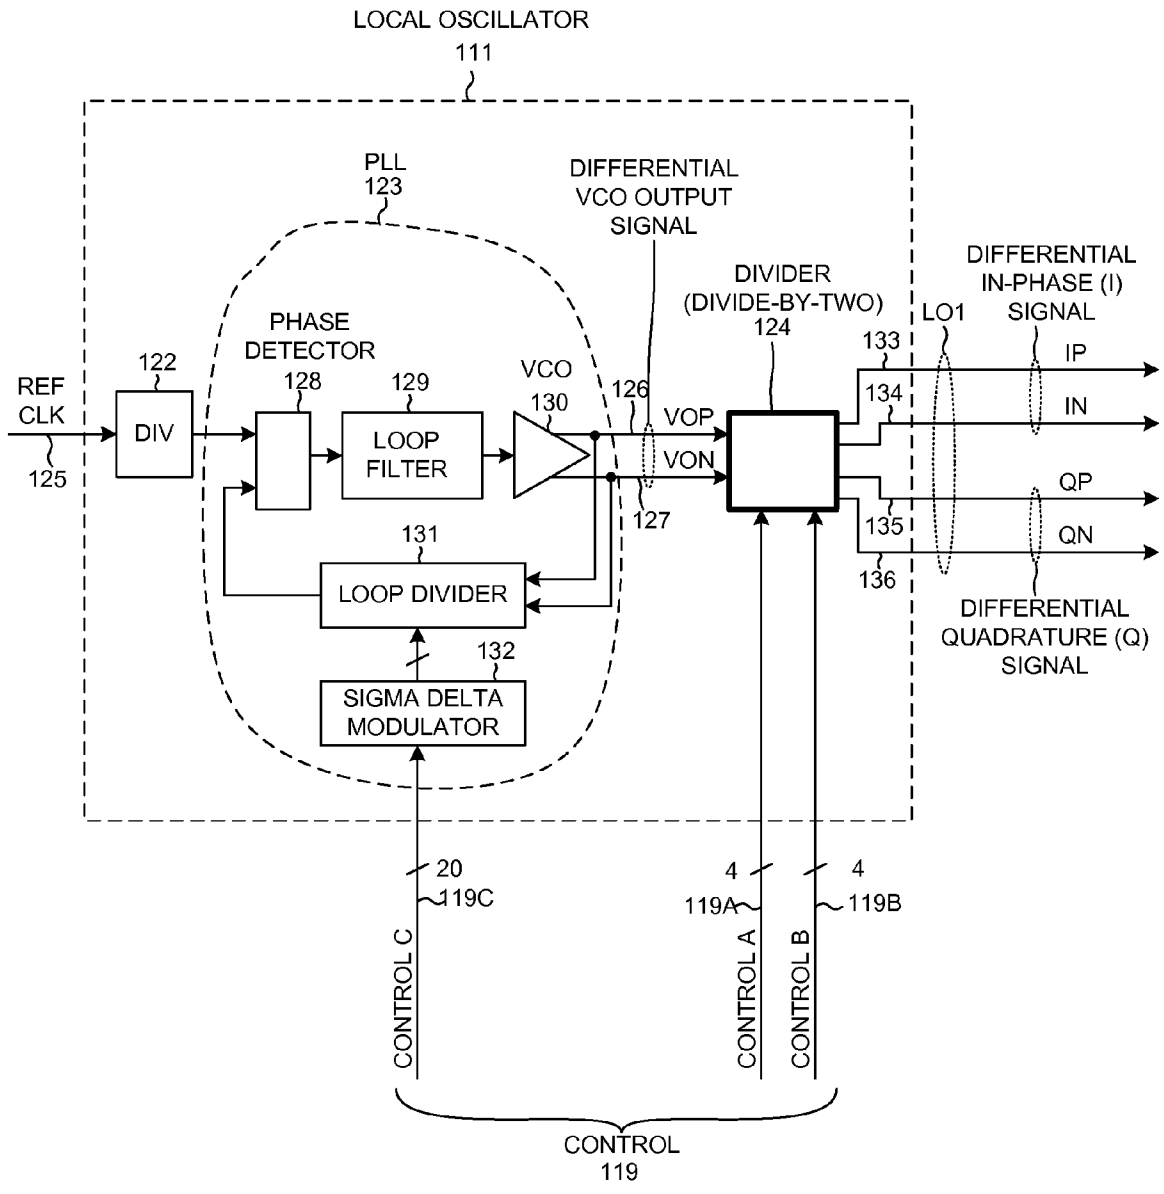 LOCAL OSCILLATOR
111
PLL
123
DIFFERENTIAL
VCO OUTPUT
SIGNAL
DIVIDER
(DIVIDE-BY-TWO)
124
DIFFERENTIAL
IN-PHASE (I)
SIGNAL
LO1
PHASE
DETECTOR
128
122
DIV
REF
CLK
125
129
LOOP
FILTER
VCO
130
126
VOP
VON
127
133
IP
134
IN
QP
135
QN
136
DIFFERENTIAL
QUADRATURE (Q)
SIGNAL
131
LOOP DIVIDER
132
SIGMA DELTA
MODULATOR
20
119C
CONTROL C
4
119A
CONTROL A
4
119B
CONTROL B
CONTROL
119